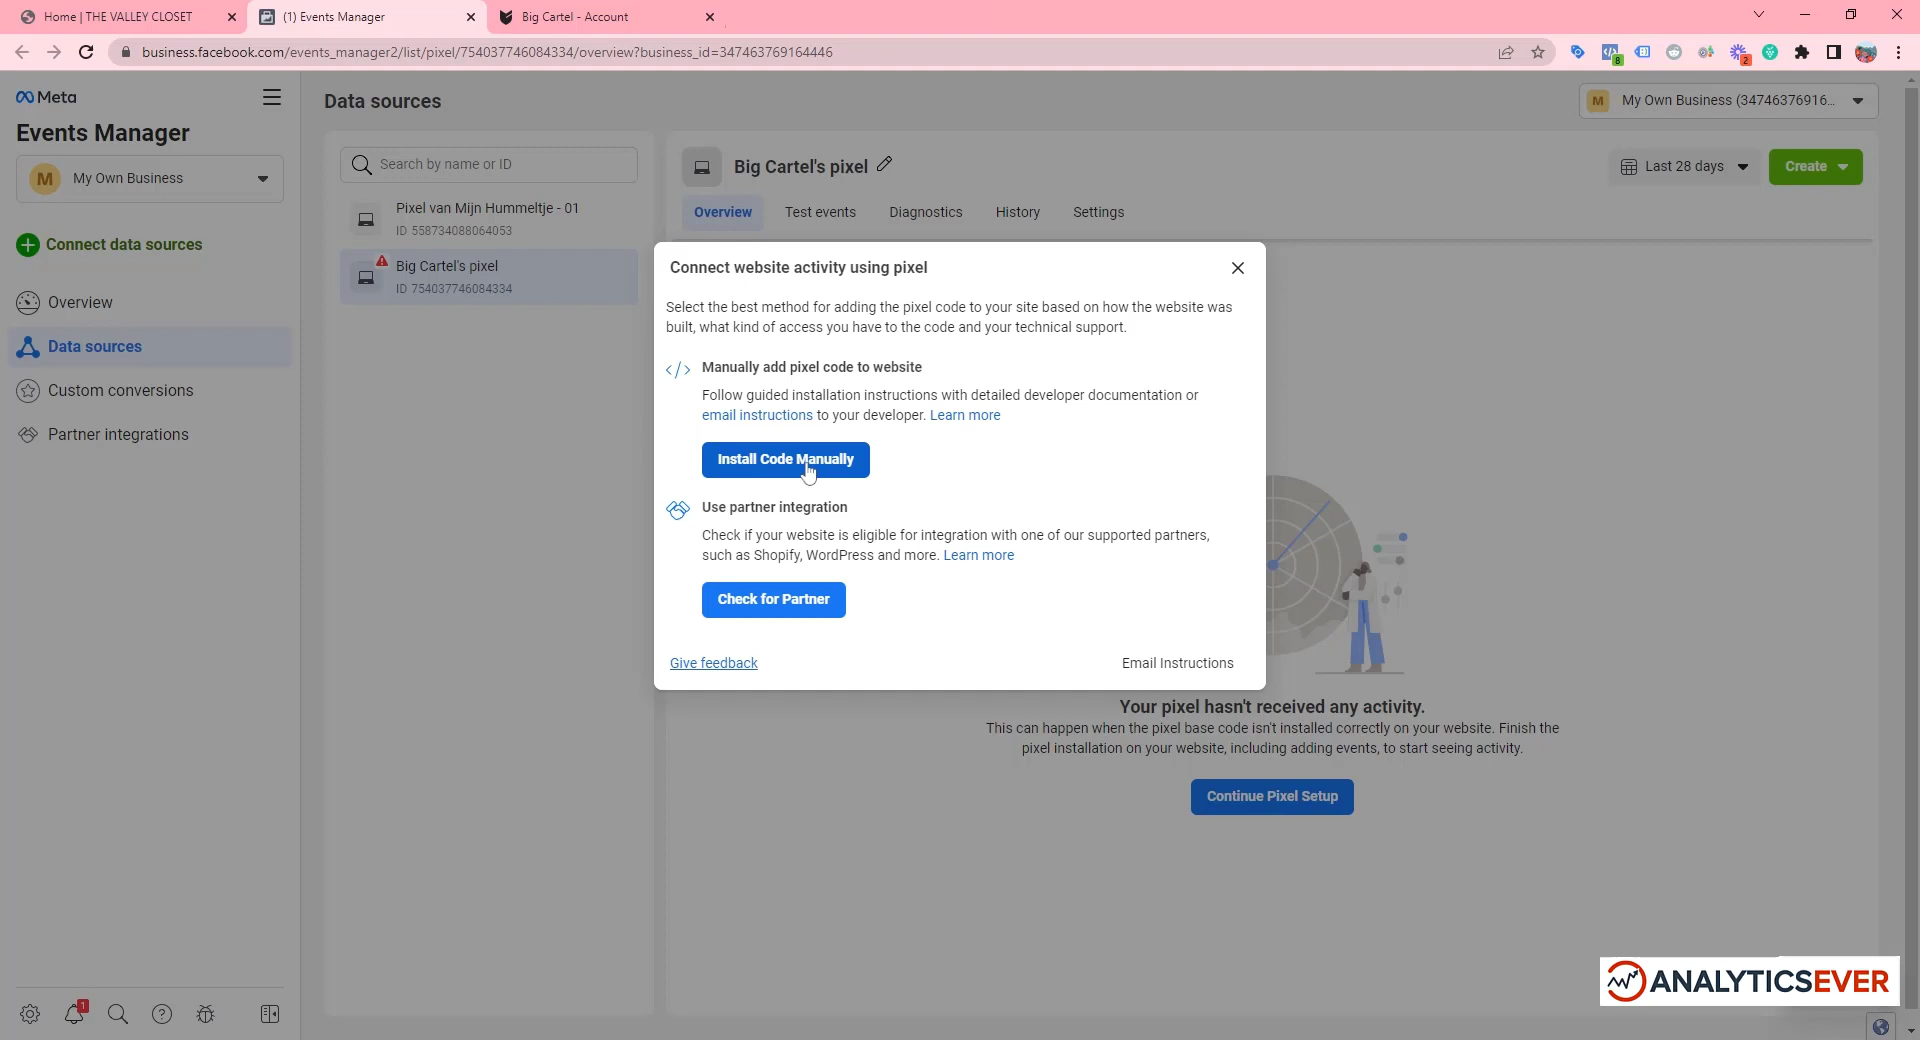 Home | THE VALLEY CLOSET
(1) Events Manager
Big Cartel - Account
business.facebook.com/events_manager2/list/pixel/754037746084334/overview?business_id=347463769164446
8
2
Meta
Events Manager
M
My Own Business
Connect data sources
Overview
Data sources
Custom conversions
Partner integrations
1
Data sources
M
My Own Business (34746376916...
Search by name or ID
Pixel van Mijn Hummeltje - 01
ID 558734088064053
Big Cartel's pixel
ID 754037746084334
Big Cartel's pixel
Last 28 days
Create
Overview
Test events
Diagnostics
History
Settings
Connect website activity using pixel
Select the best method for adding the pixel code to your site based on how the website was
built, what kind of access you have to the code and your technical support.
Manually add pixel code to website
Follow guided installation instructions with detailed developer documentation or
email instructions to your developer. Learn more
Install Code Manually
Use partner integration
Check if your website is eligible for integration with one of our supported partners,
such as Shopify, WordPress and more. Learn more
Check for Partner
Give feedback
Email Instructions
Your pixel hasn't received any activity.
This can happen when the pixel base code isn't installed correctly on your website. Finish the
pixel installation on your website, including adding events, to start seeing activity.
Continue Pixel Setup
ANALYTICSEVER